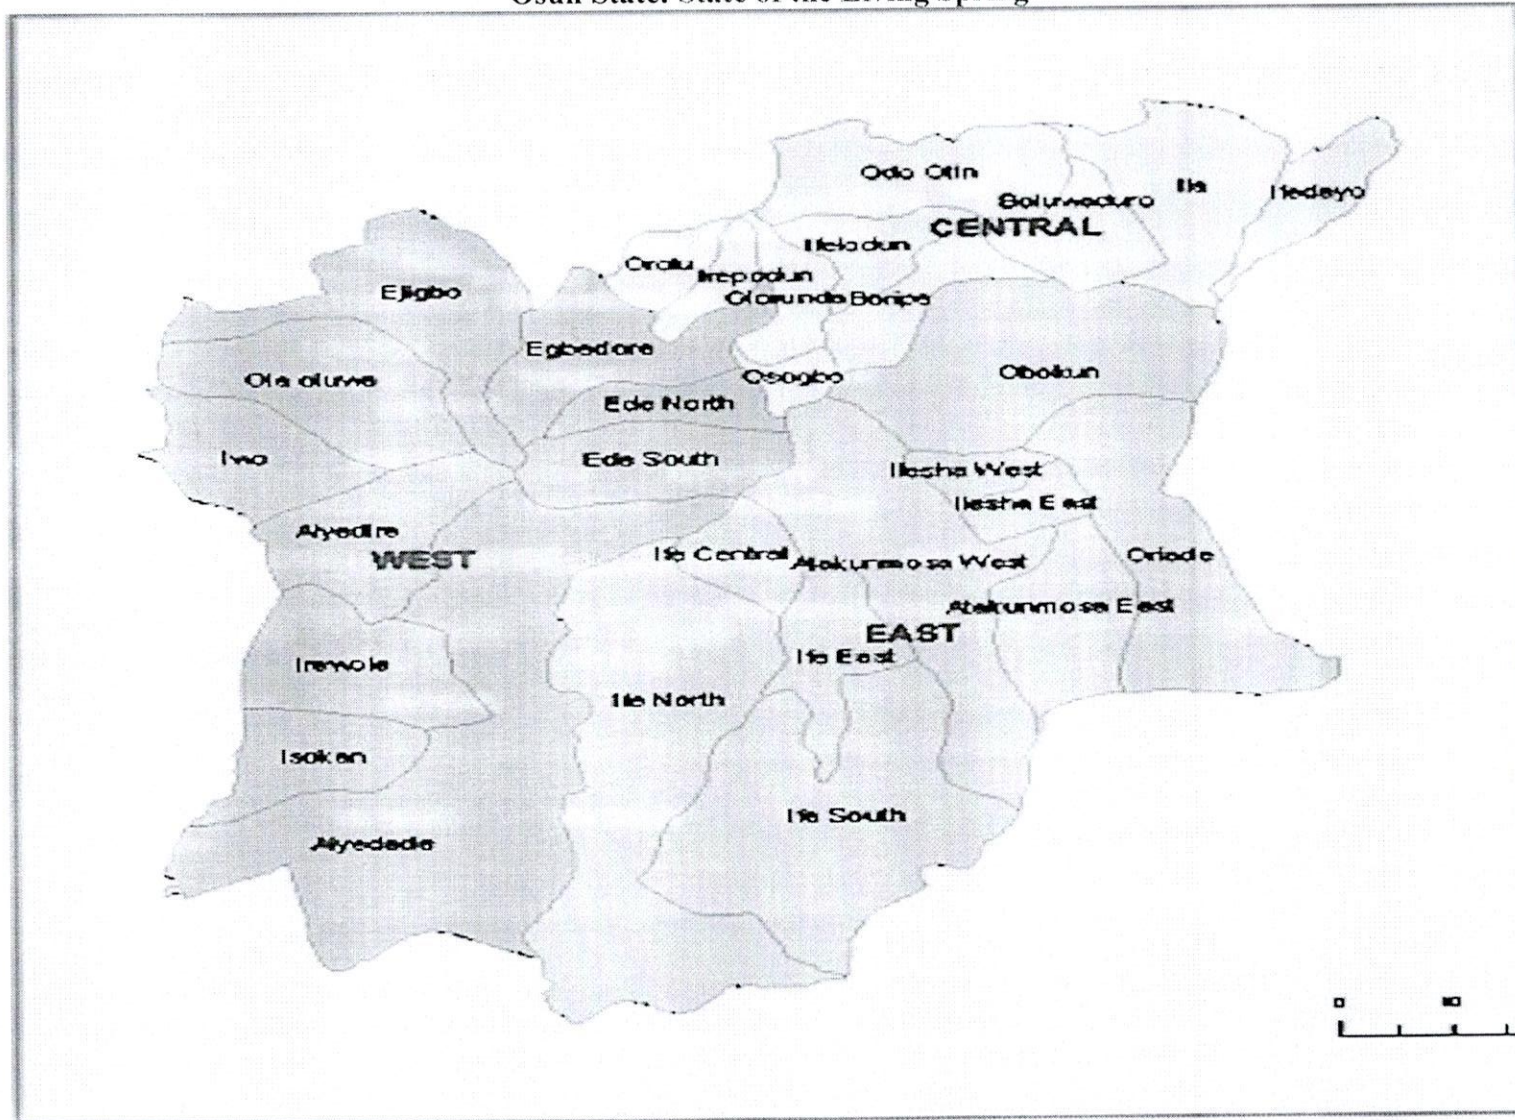 Osun State: State of the Living Spring
Odo Otin
Ila
Ifedayo
Boluwaduro
CENTRAL
Ifelodun
Orolu
Irepodun
Ejigbo
Olorunda
Boripe
Egbedore
Ola oluwa
Osogbo
Obokun
Ede North
Iwo
Ede South
Ilesha West
Ilesha East
Aiyedire
WEST
Ife Central
Atakunmosa West
Oriade
Atakunmosa East
EAST
Irewole
Ife East
Ife North
Isokan
Ife South
Aiyedade
0
10